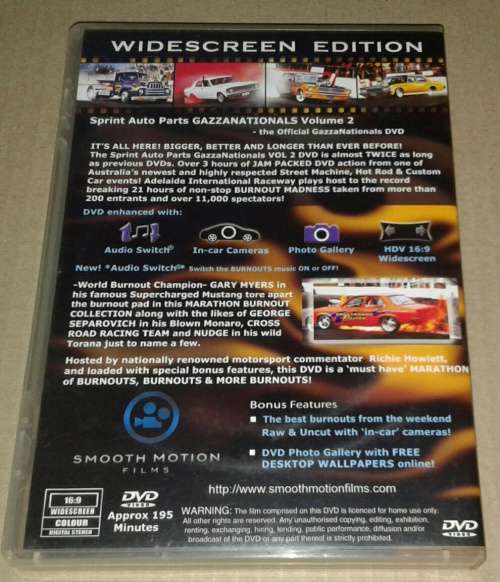 WIDESCREEN EDITION
Sprint Auto Parts GAZZANATIONALS Volume 2
- the Official GazzaNationals DVD
IT'S ALL HERE! BIGGER, BETTER AND LONGER THAN EVER BEFORE!
The Sprint Auto Parts GazzaNationals VOL 2 DVD is almost TWICE as long
as previous DVDs. Over 3 hours of JAM PACKED DVD action from one of
Australia's newest and highly respected Street Machine, Hot Rod & Custom
Car events! Adelaide International Raceway plays host to the record
breaking 21 hours of non-stop BURNOUT MADNESS taken from more than
200 entrants and over 11,000 spectators!
DVD enhanced with:
Audio Switch®
In-car Cameras
Photo Gallery
HDV 16:9
Widescreen
New! *Audio Switch® Switch the BURNOUTS music ON or OFF!
-World Burnout Champion- GARY MYERS in
his famous Supercharged Mustang tore apart
the burnout pad in this MARATHON BURNOUT
COLLECTION along with the likes of GEORGE
SEPAROVICH in his Blown Monaro, CROSS
ROAD RACING TEAM and NUDGE in his wild
Torana just to name a few.
Hosted by nationally renowned motorsport commentator Richie Howlett,
and loaded with special bonus features, this DVD is a 'must have' MARATHON
of BURNOUTS, BURNOUTS & MORE BURNOUTS!
Bonus Features
The best burnouts from the weekend
Raw & Uncut with 'in-car' cameras!
DVD Photo Gallery with FREE
DESKTOP WALLPAPERS online!
SMOOTH MOTION
FILMS
http://www.smoothmotionfilms.com
16:9
WIDESCREEN
COLOUR
DIGITAL STEREO
DVD
VIDEO
Approx 195
Minutes
WARNING: The film comprised on this DVD is licenced for home use only.
All other rights are reserved. Any unauthorised copying, editing, exhibition,
renting, exchanging, hiring, lending, public performance, diffusion and/or
broadcast of the DVD or any part thereof is strictly prohibited.
DVD
VIDEO